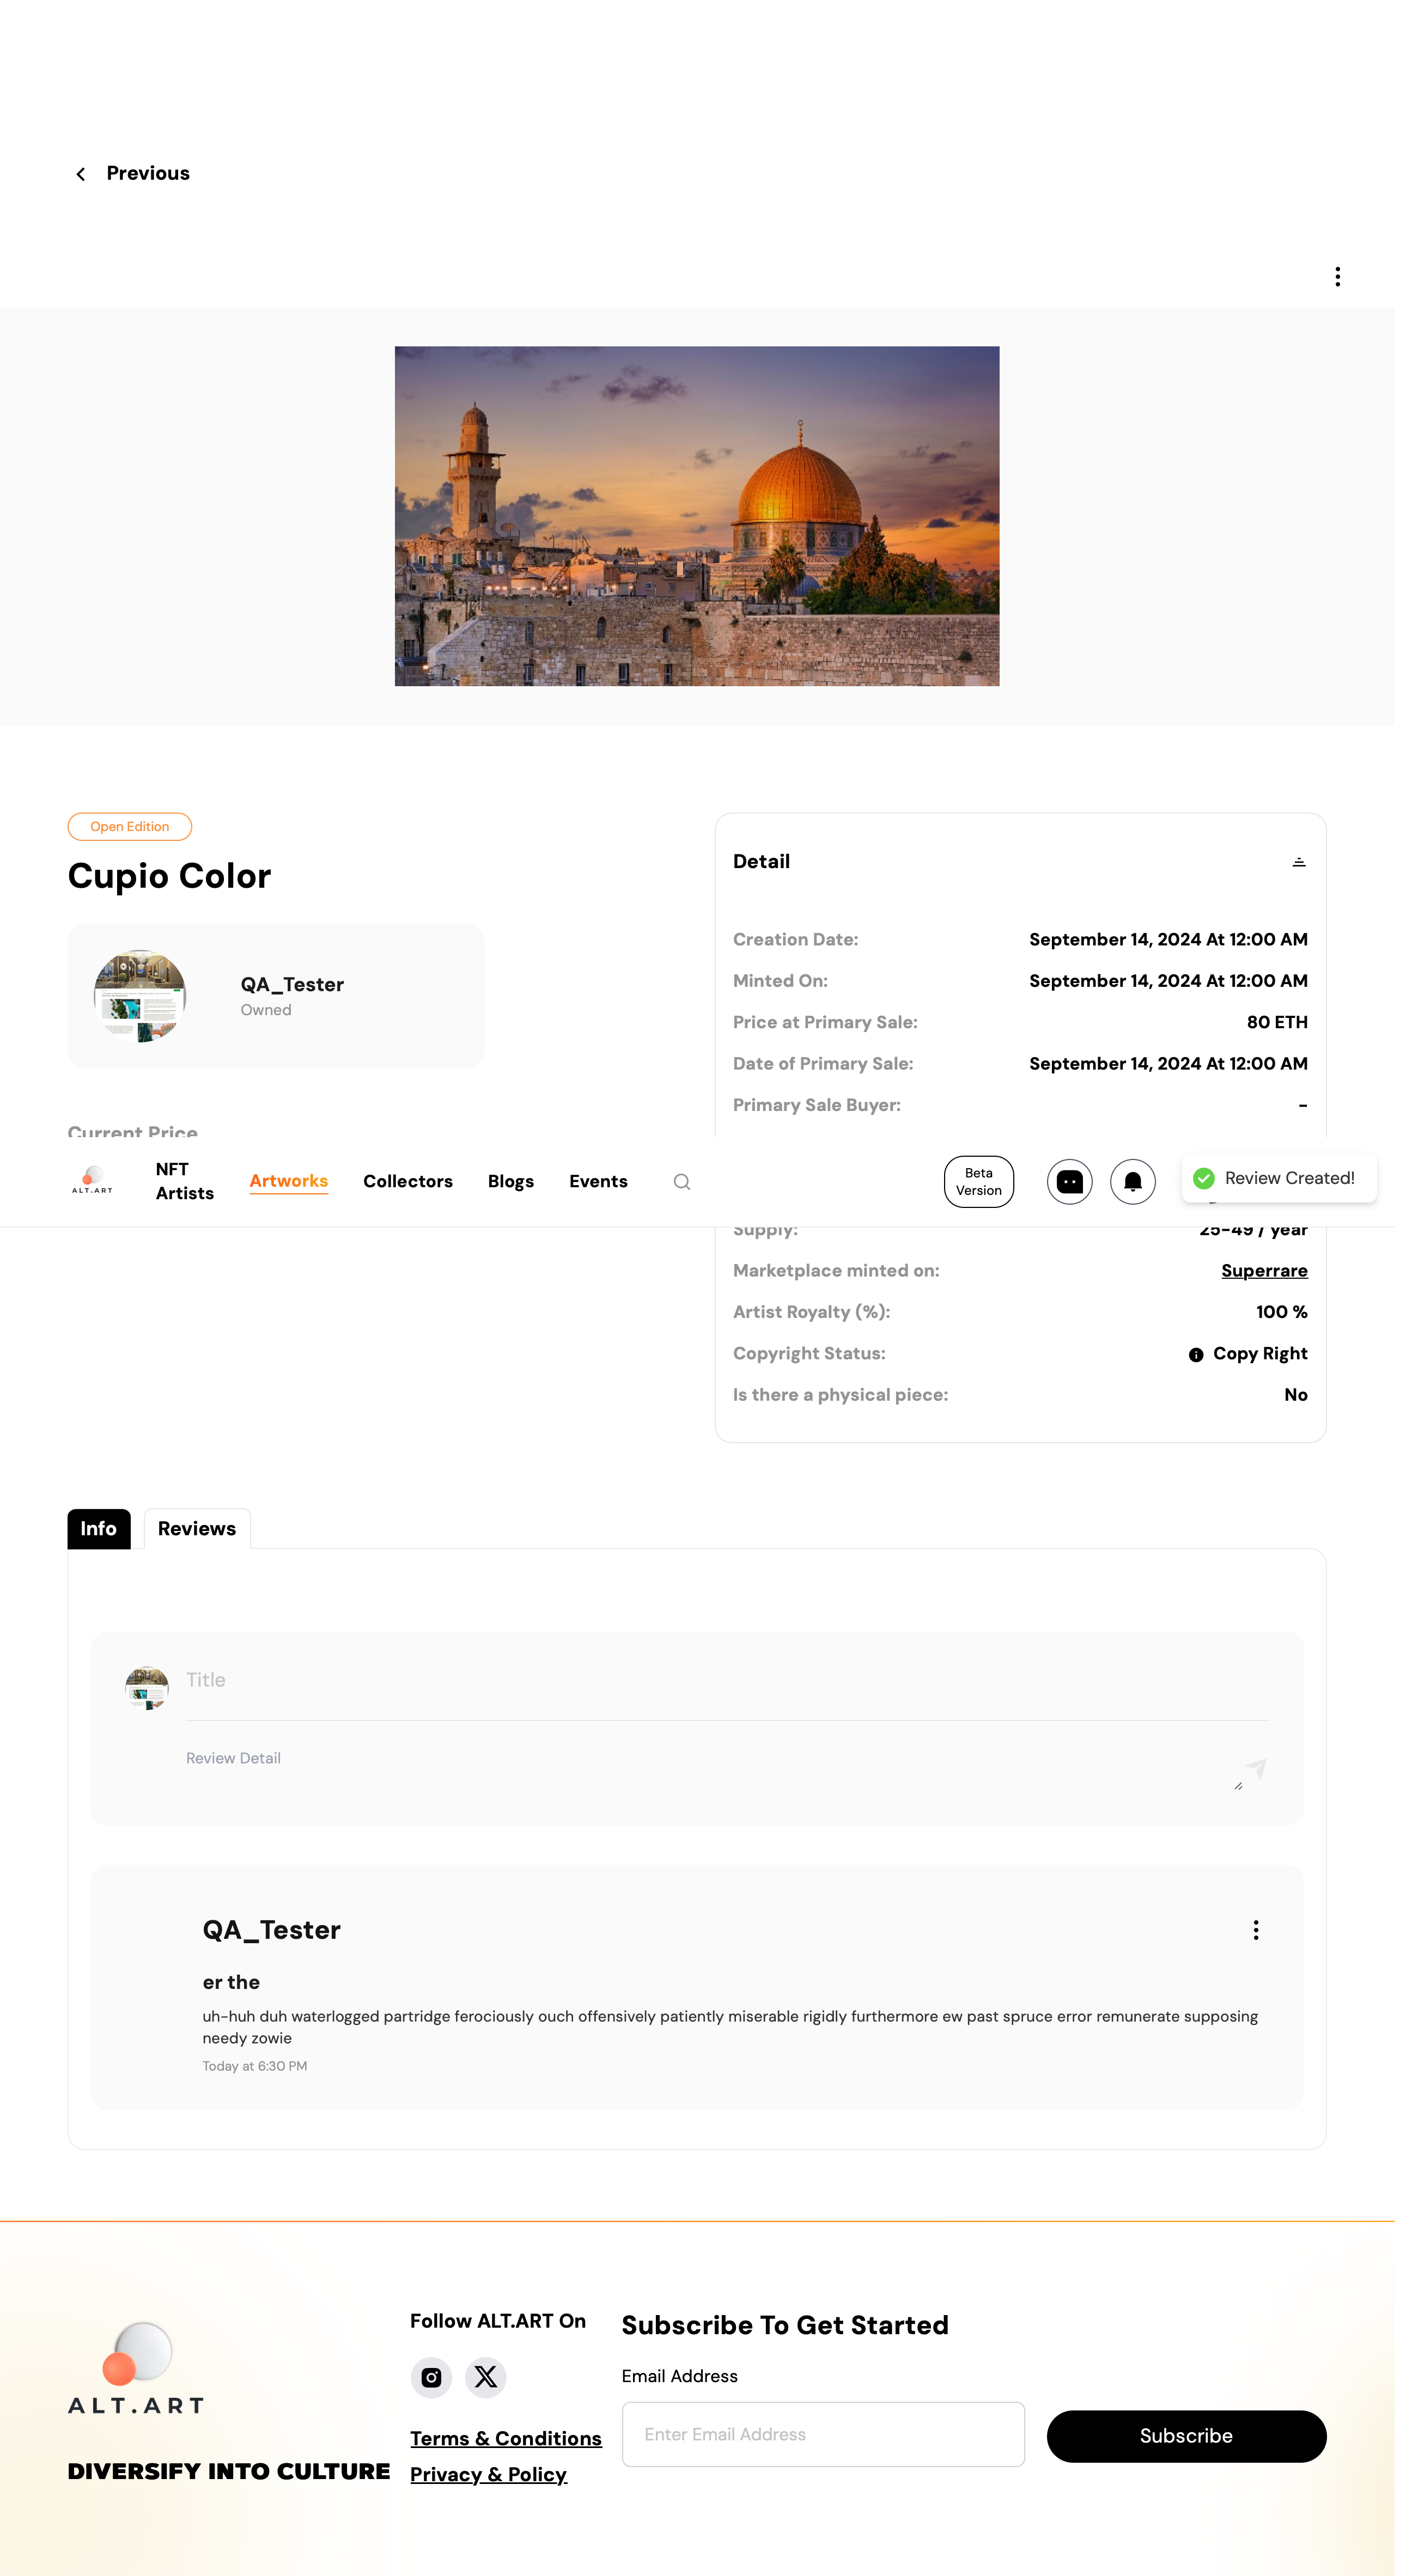 Previous
Open Edition
Cupio Color
QA_Tester
Owned
Current Price
Detail
Creation Date: September 14, 2024 At 12:00 AM
Minted On: September 14, 2024 At 12:00 AM
Price at Primary Sale: 80 ETH
Date of Primary Sale: September 14, 2024 At 12:00 AM
Primary Sale Buyer: -
ALT.ART
NFT
Artists
Artworks
Collectors
Blogs
Events
Beta
Version
Review Created!
Supply: 25-49 / year
Marketplace minted on: Superrare
Artist Royalty (%): 100 %
Copyright Status: Copy Right
Is there a physical piece: No
Info
Reviews
Title
Review Detail
QA_Tester
er the
uh-huh duh waterlogged partridge ferociously ouch offensively patiently miserable rigidly furthermore ew past spruce error remunerate supposing
needy zowie
Today at 6:30 PM
ALT.ART
DIVERSIFY INTO CULTURE
Follow ALT.ART On
Terms & Conditions
Privacy & Policy
Subscribe To Get Started
Email Address
Enter Email Address
Subscribe